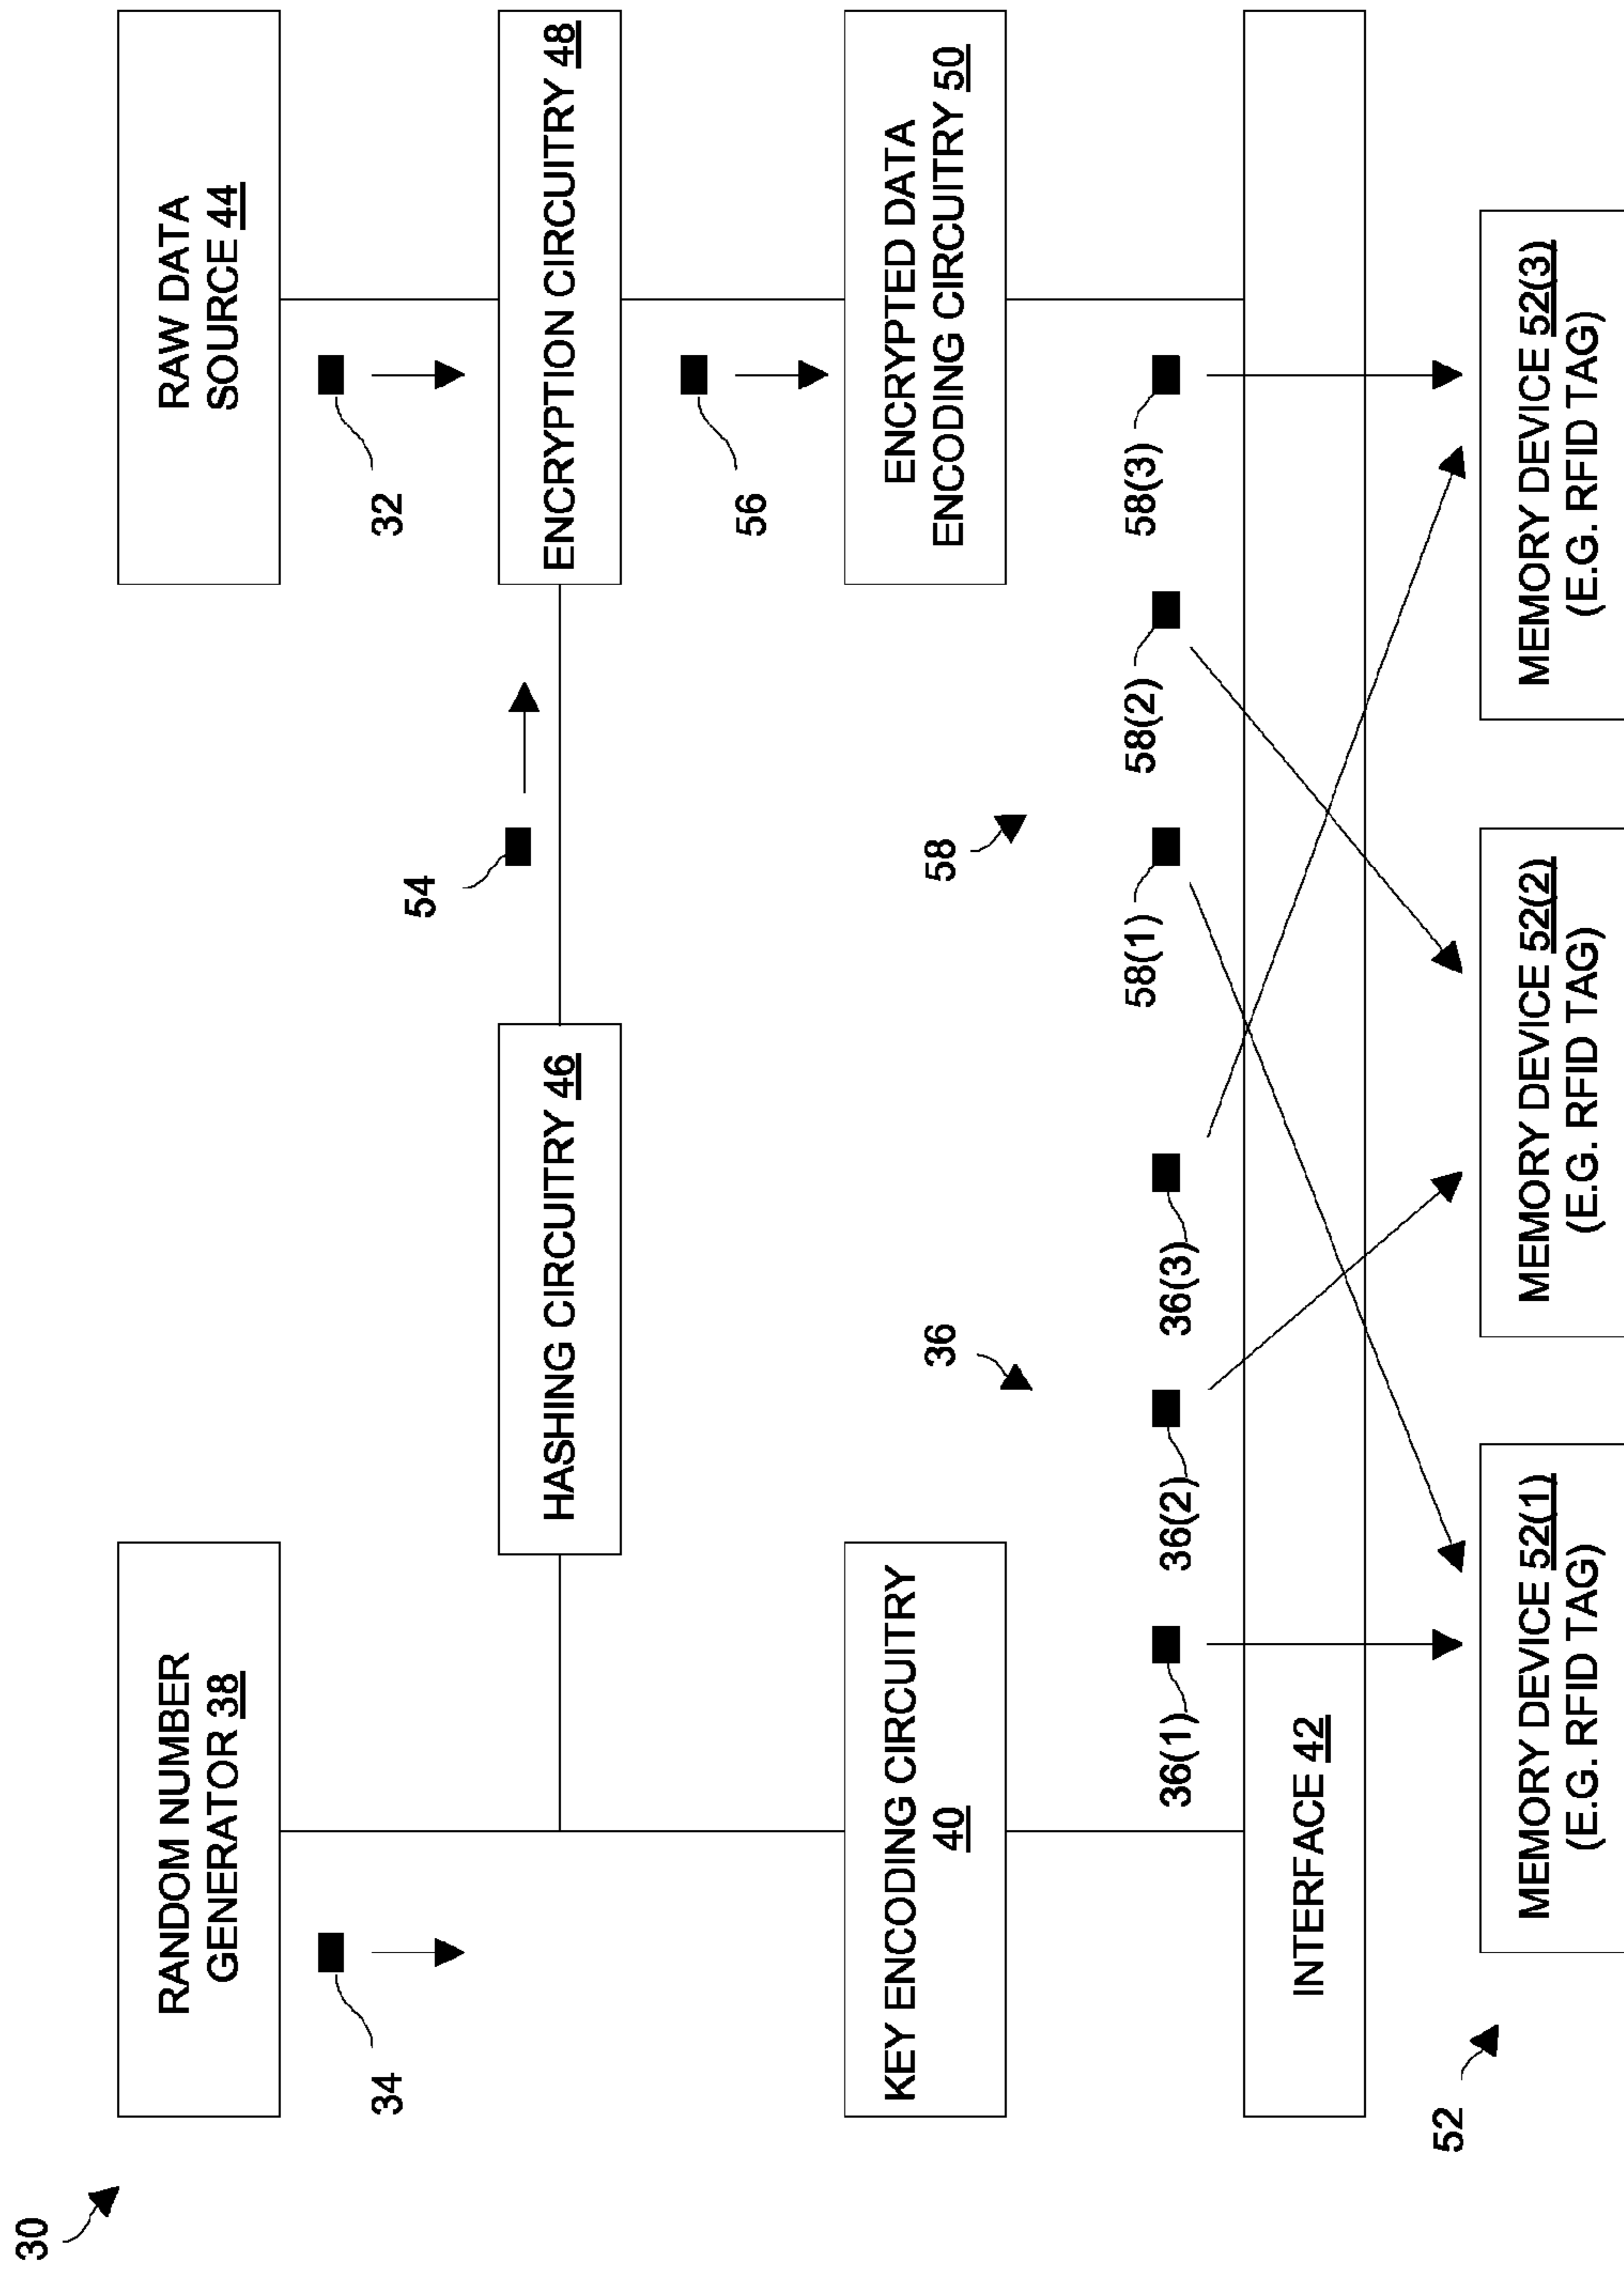 30
RANDOM NUMBER
GENERATOR 38
RAW DATA
SOURCE 44
34
32
54
HASHING CIRCUITRY 46
ENCRYPTION CIRCUITRY 48
56
KEY ENCODING CIRCUITRY
40
ENCRYPTED DATA
ENCODING CIRCUITRY 50
36
58
36(1)
36(2)
36(3)
58(1)
58(2)
58(3)
INTERFACE 42
52
MEMORY DEVICE 52(1)
(E.G. RFID TAG)
MEMORY DEVICE 52(2)
(E.G. RFID TAG)
MEMORY DEVICE 52(3)
(E.G. RFID TAG)